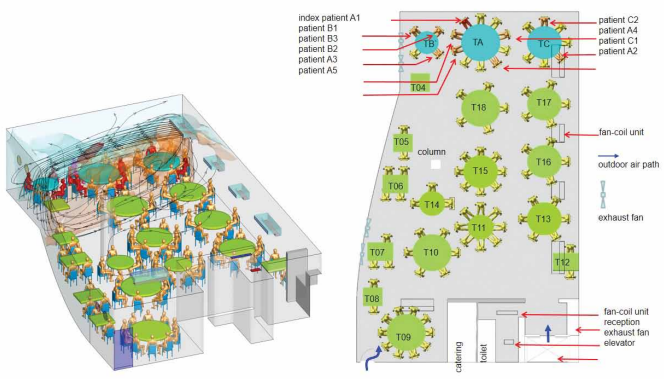 index patient A1
patient B1
patient B3
patient B2
patient A3
patient A5
patient C2
patient A4
patient C1
patient A2
TB
TA
TC
T04
T18
T17
T05
column
fan-coil unit
T16
outdoor air path
T15
T06
T14
T13
exhaust fan
T11
T07
T10
T12
T08
T09
catering
toilet
fan-coil unit
reception
exhaust fan
elevator